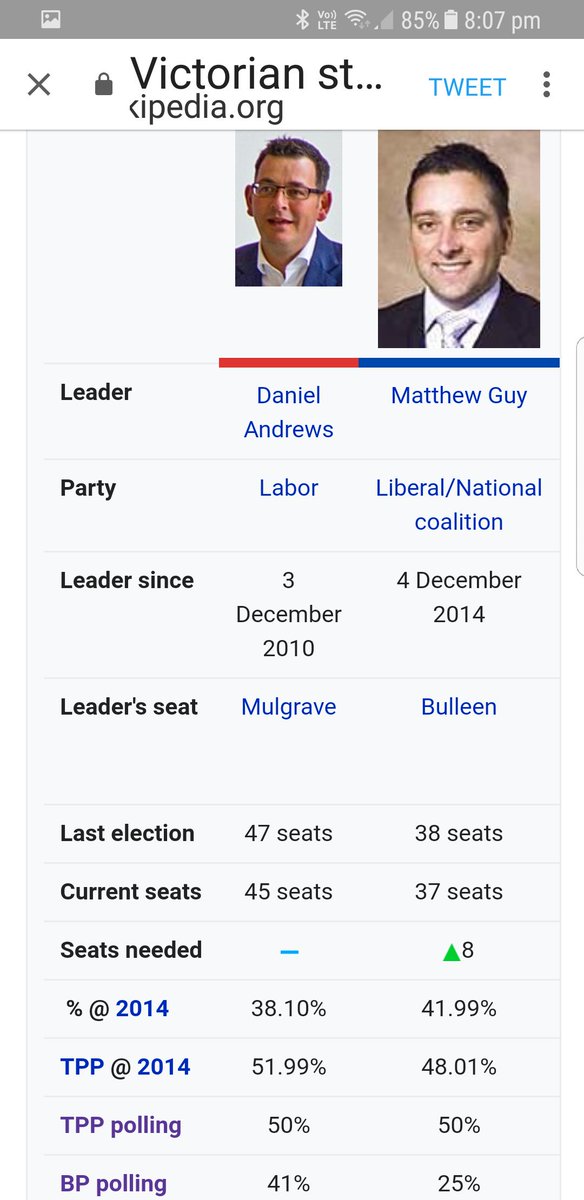 Vo)) LTE 85% 8:07 pm
Victorian st... TWEET
kipedia.org
Leader Daniel Andrews Matthew Guy
Party Labor Liberal/National coalition
Leader since 3 December 2010 4 December 2014
Leader's seat Mulgrave Bulleen
Last election 47 seats 38 seats
Current seats 45 seats 37 seats
Seats needed – ▲8
% @ 2014 38.10% 41.99%
TPP @ 2014 51.99% 48.01%
TPP polling 50% 50%
BP polling 41% 25%